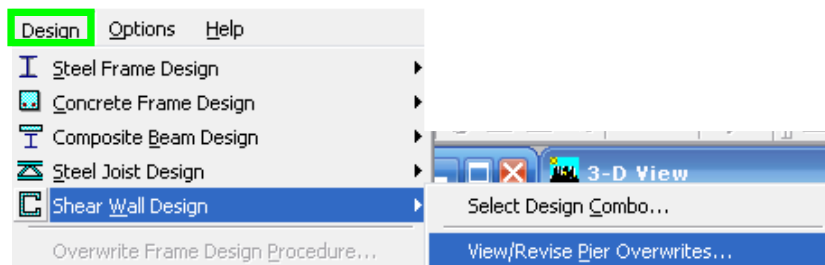 Design Options Help
Steel Frame Design
Concrete Frame Design
Composite Beam Design
Steel Joist Design
3-D View
Shear Wall Design
Select Design Combo...
Overwrite Frame Design Procedure...
View/Revise Pier Overwrites...